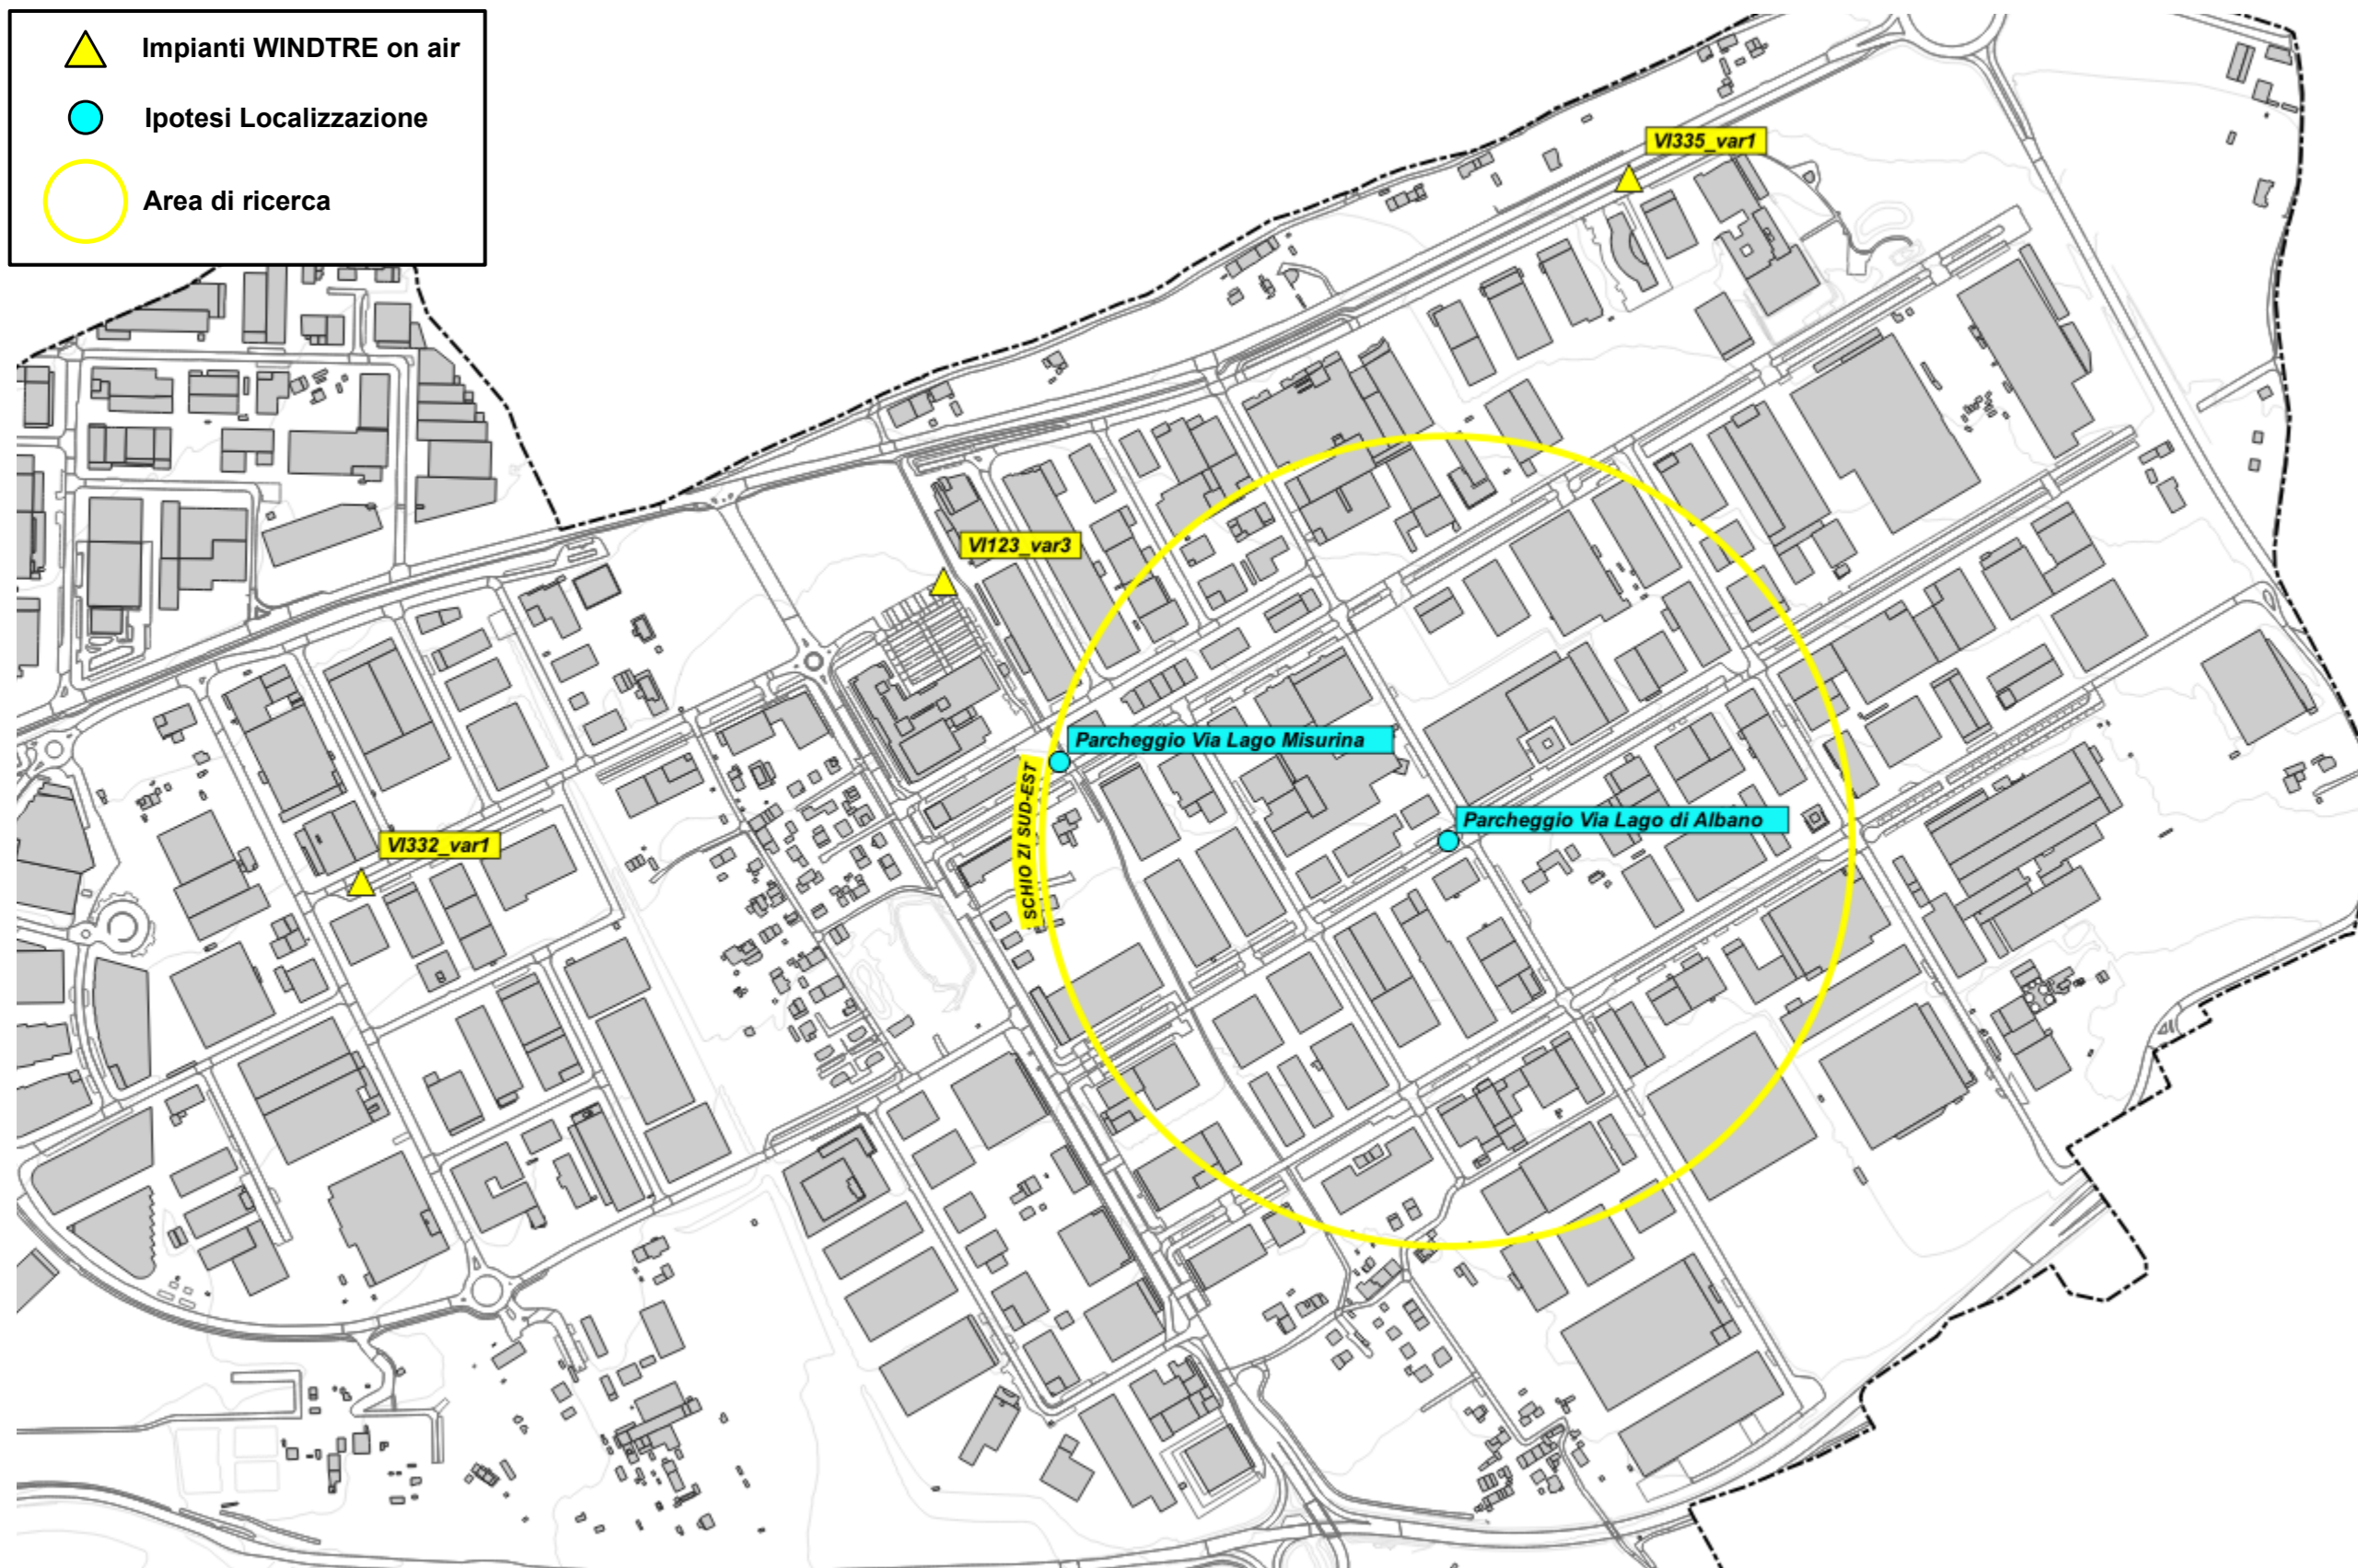 Impianti WINDTRE on air
Ipotesi Localizzazione
Area di ricerca
VI335_var1
VI123_var3
Parcheggio Via Lago Misurina
SCHIO ZI SUD-EST
Parcheggio Via Lago di Albano
VI332_var1